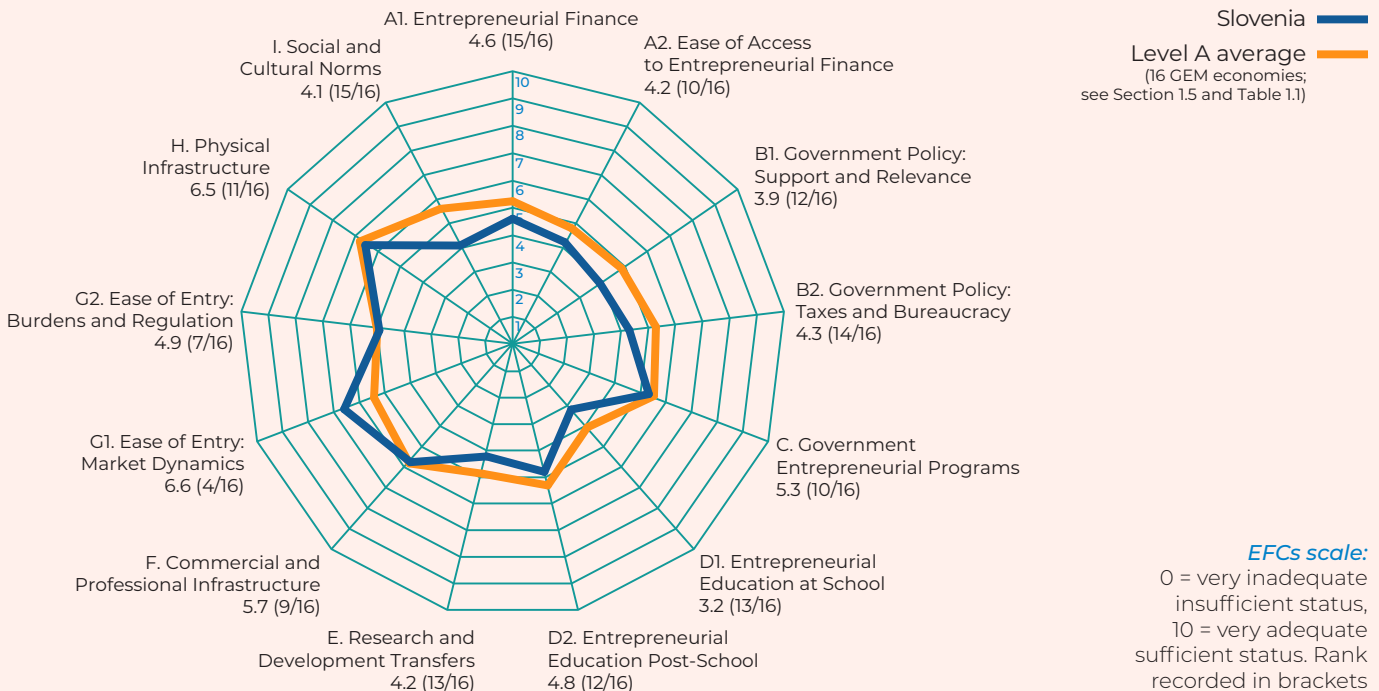 A1. Entrepreneurial Finance
4.6 (15/16)
A2. Ease of Access
to Entrepreneurial Finance
4.2 (10/16)
B1. Government Policy:
Support and Relevance
3.9 (12/16)
B2. Government Policy:
Taxes and Bureaucracy
4.3 (14/16)
C. Government
Entrepreneurial Programs
5.3 (10/16)
D1. Entrepreneurial
Education at School
3.2 (13/16)
D2. Entrepreneurial
Education Post-School
4.8 (12/16)
E. Research and
Development Transfers
4.2 (13/16)
F. Commercial and
Professional Infrastructure
5.7 (9/16)
G1. Ease of Entry:
Market Dynamics
6.6 (4/16)
G2. Ease of Entry:
Burdens and Regulation
4.9 (7/16)
H. Physical
Infrastructure
6.5 (11/16)
I. Social and
Cultural Norms
4.1 (15/16)
10
9
8
7
6
5
4
3
2
1
Slovenia
Level A average
(16 GEM economies;
see Section 1.5 and Table 1.1)
EFCs scale:
0 = very inadequate
insufficient status,
10 = very adequate
sufficient status. Rank
recorded in brackets